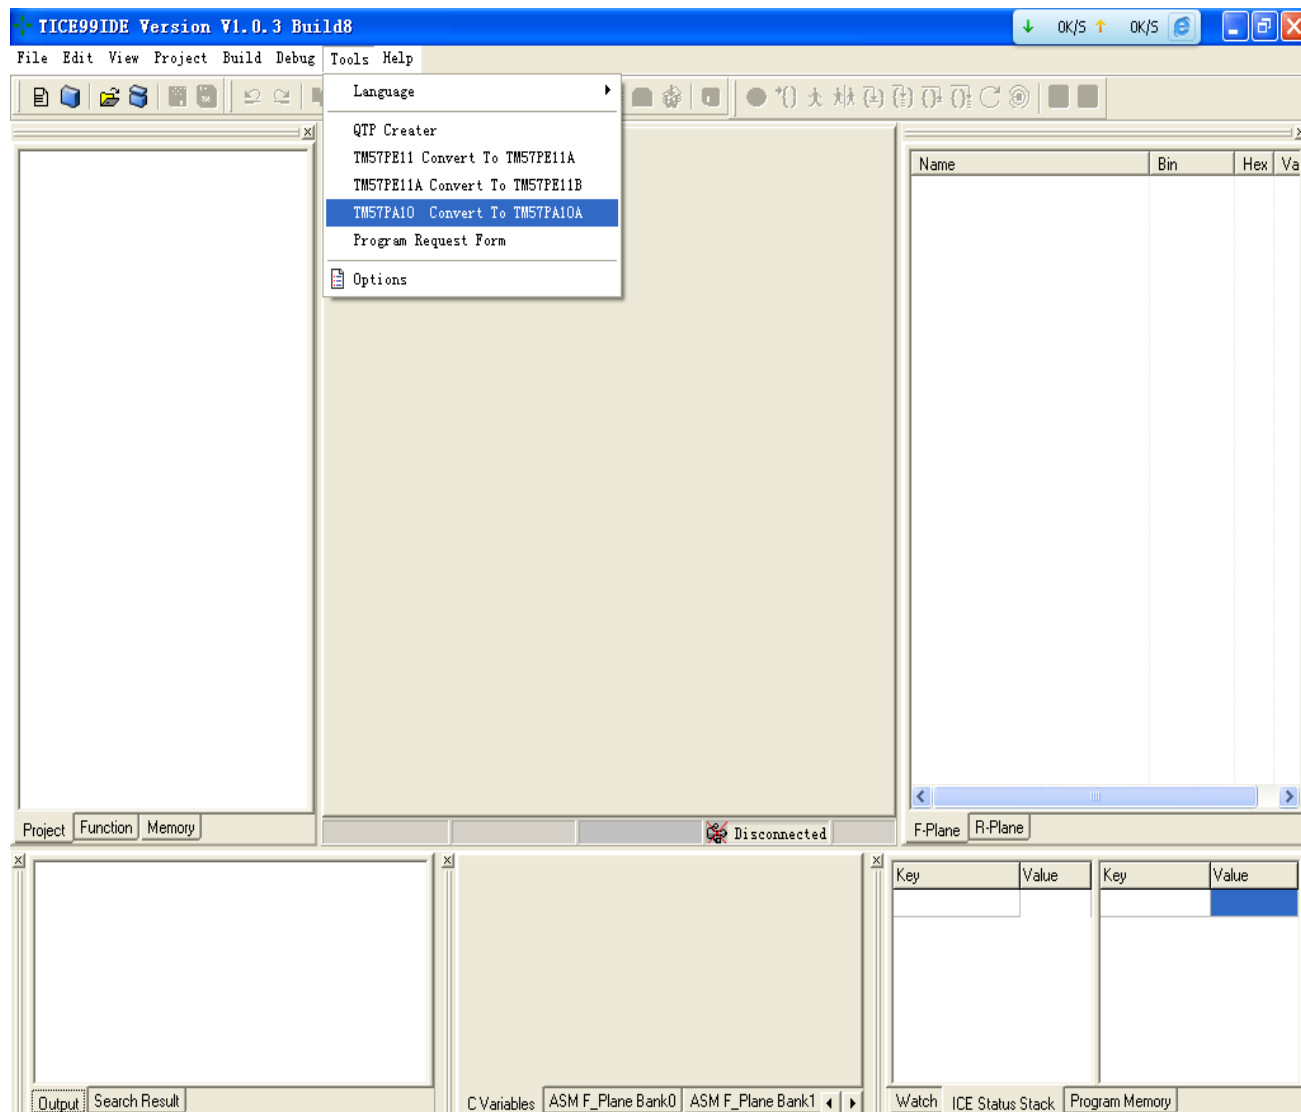 TICE99IDE Version V1.0.3 Build8
0K/S 0K/S
File Edit View Project Build Debug Tools Help
Language
QTP Creater
TM57PE11 Convert To TM57PE11A
TM57PE11A Convert To TM57PE11B
TM57PA10 Convert To TM57PA10A
Program Request Form
Options
Name Bin Hex Va
Project Function Memory
Disconnected
F-Plane R-Plane
Key Value Key Value
Output Search Result
C Variables ASM F_Plane Bank0 ASM F_Plane Bank1
Watch ICE Status Stack Program Memory